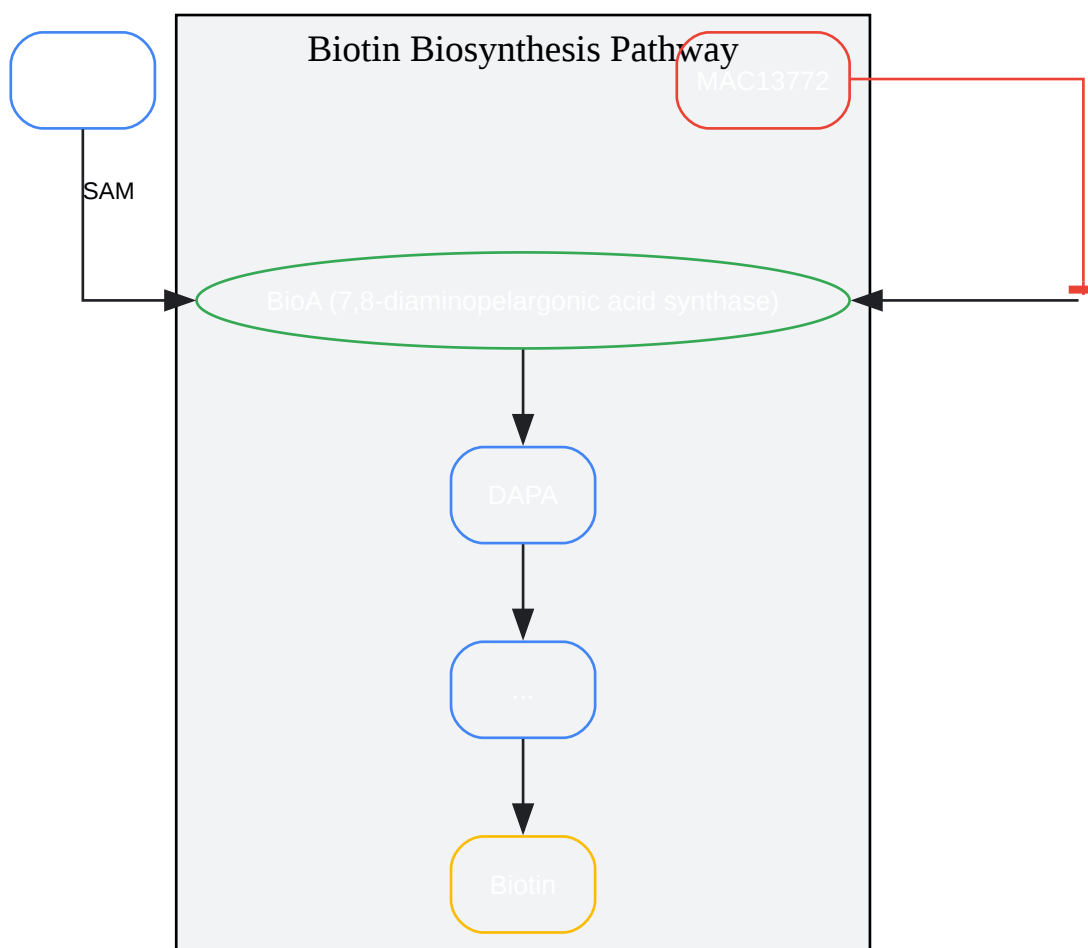 Biotin Biosynthesis Pathway
MAC13772
SAM
BioA (7,8-diaminopelargonic acid synthase)
DAPA
...
Biotin